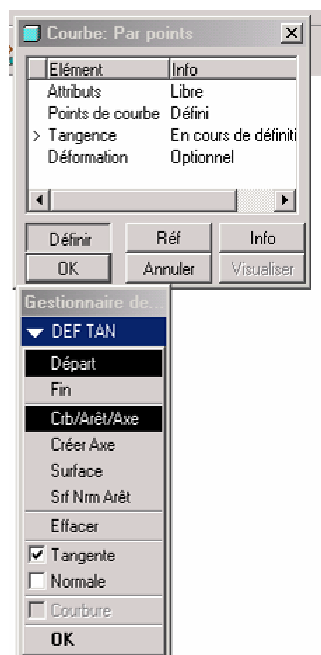 Courbe: Par points
Elément Info
Attributs Libre
Points de courbe Défini
> Tangence En cours de définiti
Déformation Optionnel
Définir Réf Info
OK Annuler Visualiser
Gestionnaire de...
DEF TAN
Départ
Fin
Crb/Arêt/Axe
Créer Axe
Surface
Srf Nrm Arêt
Effacer
Tangente
Normale
Courbure
OK